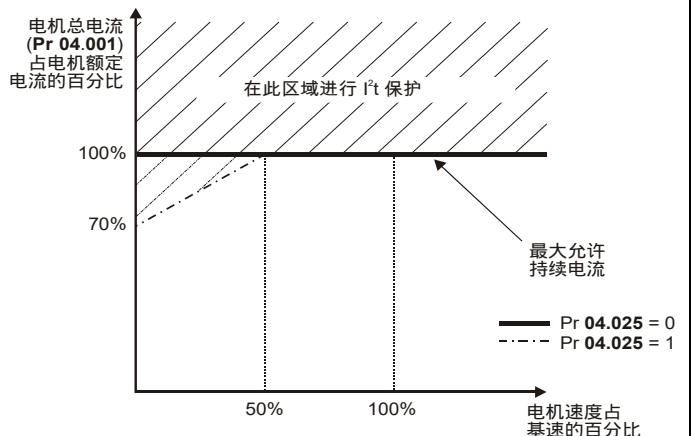 电机总电流
(Pr 04.001)
占电机额定
电流的百分比
在此区域进行 I²t 保护
100%
70%
最大允许
持续电流
Pr 04.025 = 0
Pr 04.025 = 1
50%
100%
电机速度占
基速的百分比